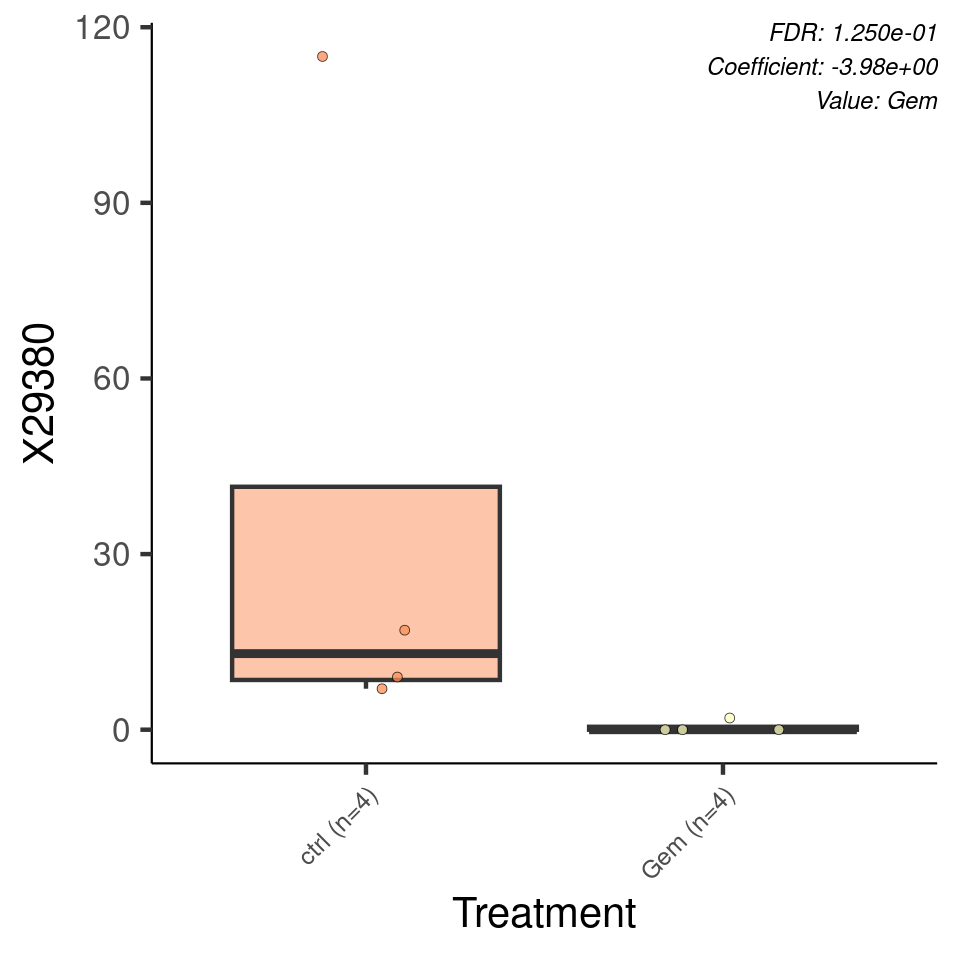 FDR: 1.250e-01
Coefficient: -3.98e+00
Value: Gem
120
90
60
30
0
X29380
ctrl (n=4)
Gem (n=4)
Treatment